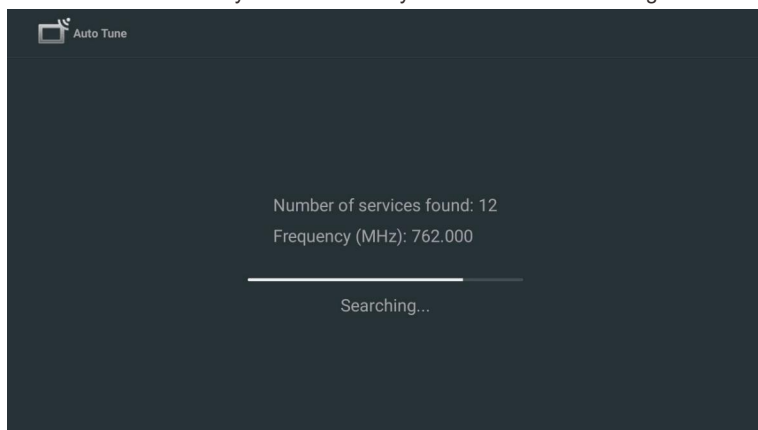 Auto Tune
Number of services found: 12
Frequency (MHz): 762.000
Searching...